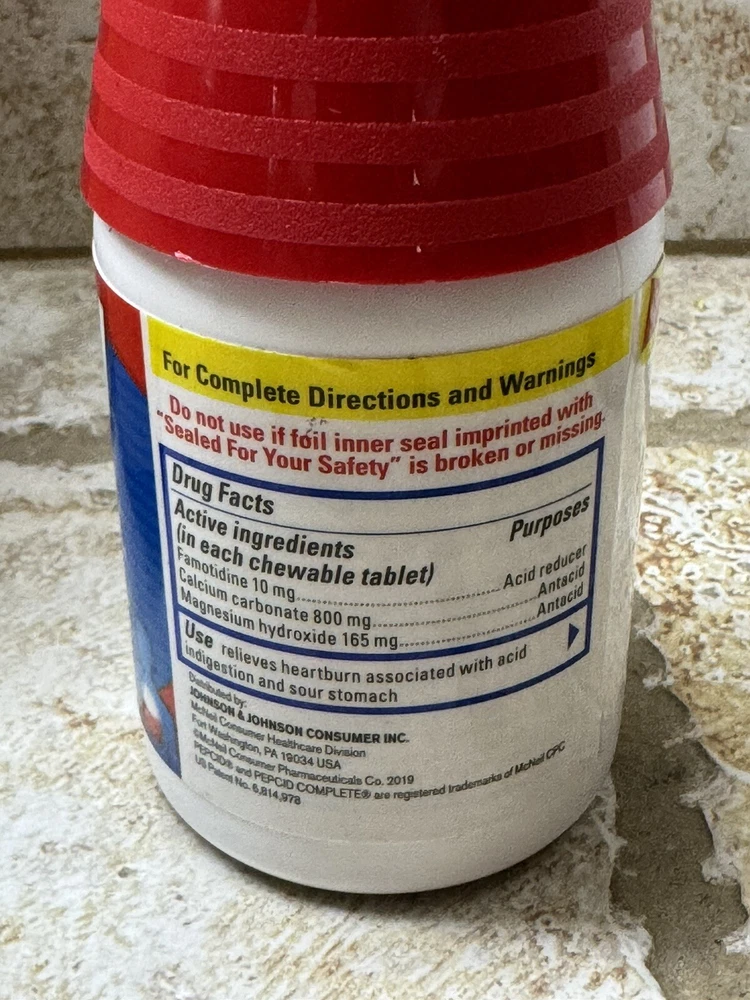 For Complete Directions and Warnings
Do not use if foil inner seal imprinted with
"Sealed For Your Safety" is broken or missing.
Drug Facts
Active ingredients
(in each chewable tablet) Purposes
Famotidine 10 mg Acid reducer
Calcium carbonate 800 mg Antacid
Magnesium hydroxide 165 mg Antacid
Use relieves heartburn associated with acid
indigestion and sour stomach
Distributed by:
JOHNSON & JOHNSON CONSUMER INC.
McNeil Consumer Healthcare Division
Fort Washington, PA 19034 USA
©McNeil Consumer Pharmaceuticals Co. 2019
PEPCID® and PEPCID COMPLETE® are registered trademarks of McNeil CPC
US Patent No. 6,814,978